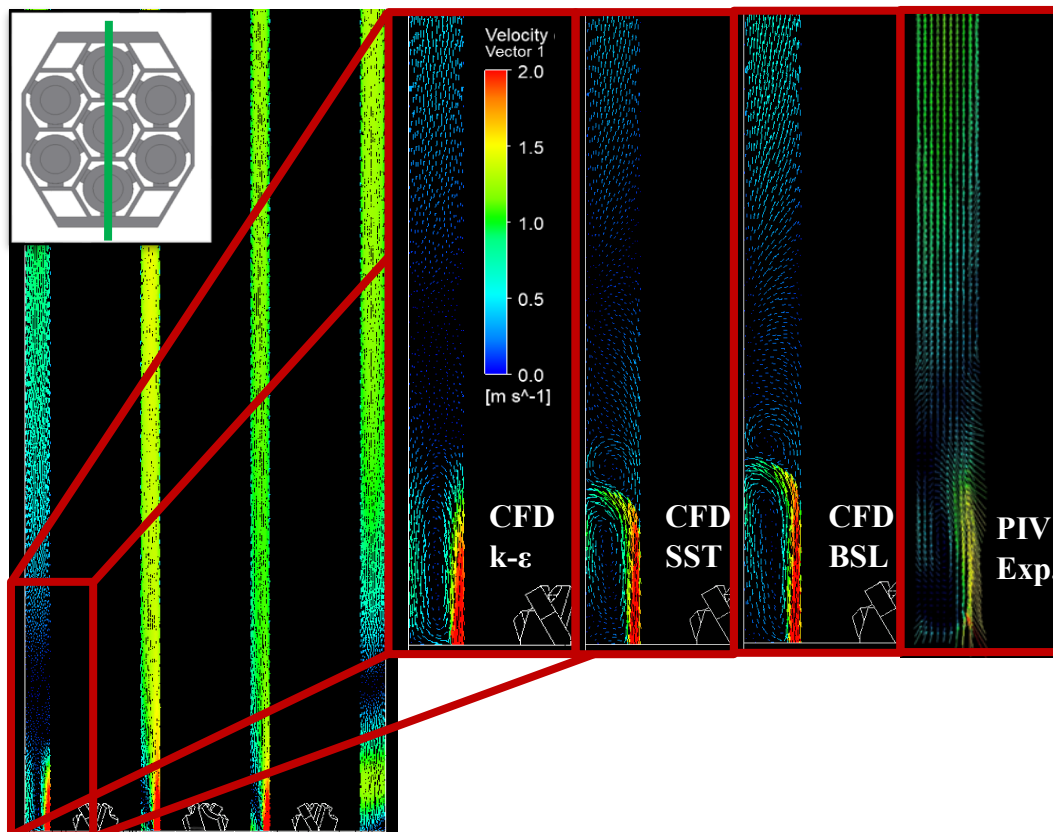 Velocity
Vector 1
2.0
1.5
1.0
0.5
0.0
[m s^-1]
CFD
k-ε
CFD
SST
CFD
BSL
PIV
Exp.